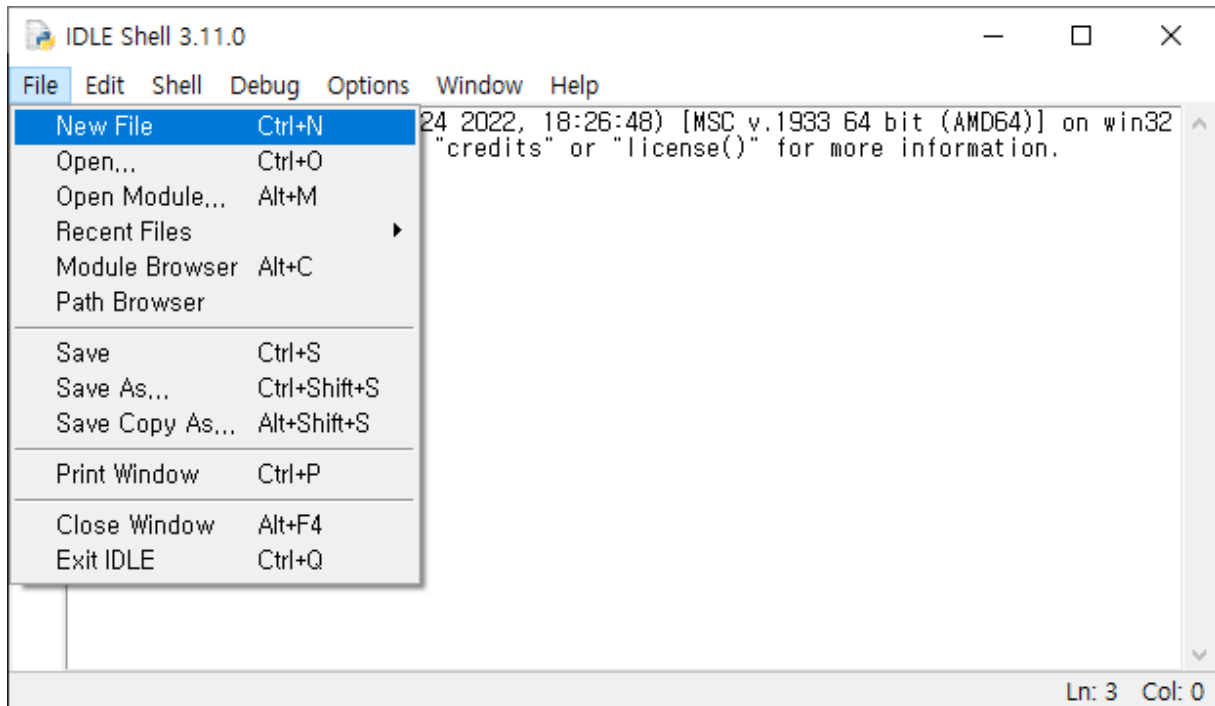 IDLE Shell 3.11.0
File Edit Shell Debug Options Window Help
24 2022, 18:26:48) [MSC v.1933 64 bit (AMD64)] on win32
"credits" or "license()" for more information.
New File Ctrl+N
Open... Ctrl+O
Open Module... Alt+M
Recent Files
Module Browser Alt+C
Path Browser
Save Ctrl+S
Save As... Ctrl+Shift+S
Save Copy As... Alt+Shift+S
Print Window Ctrl+P
Close Window Alt+F4
Exit IDLE Ctrl+Q
Ln: 3 Col: 0